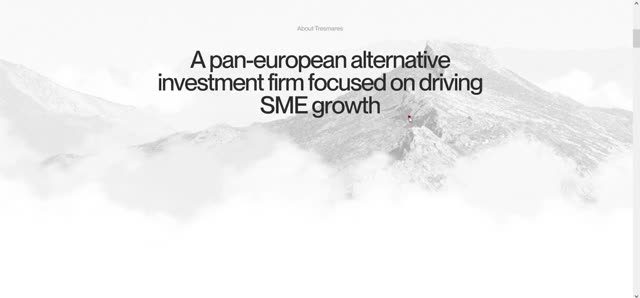 About Tresmares
A pan-european alternative
investment firm focused on driving
SME growth